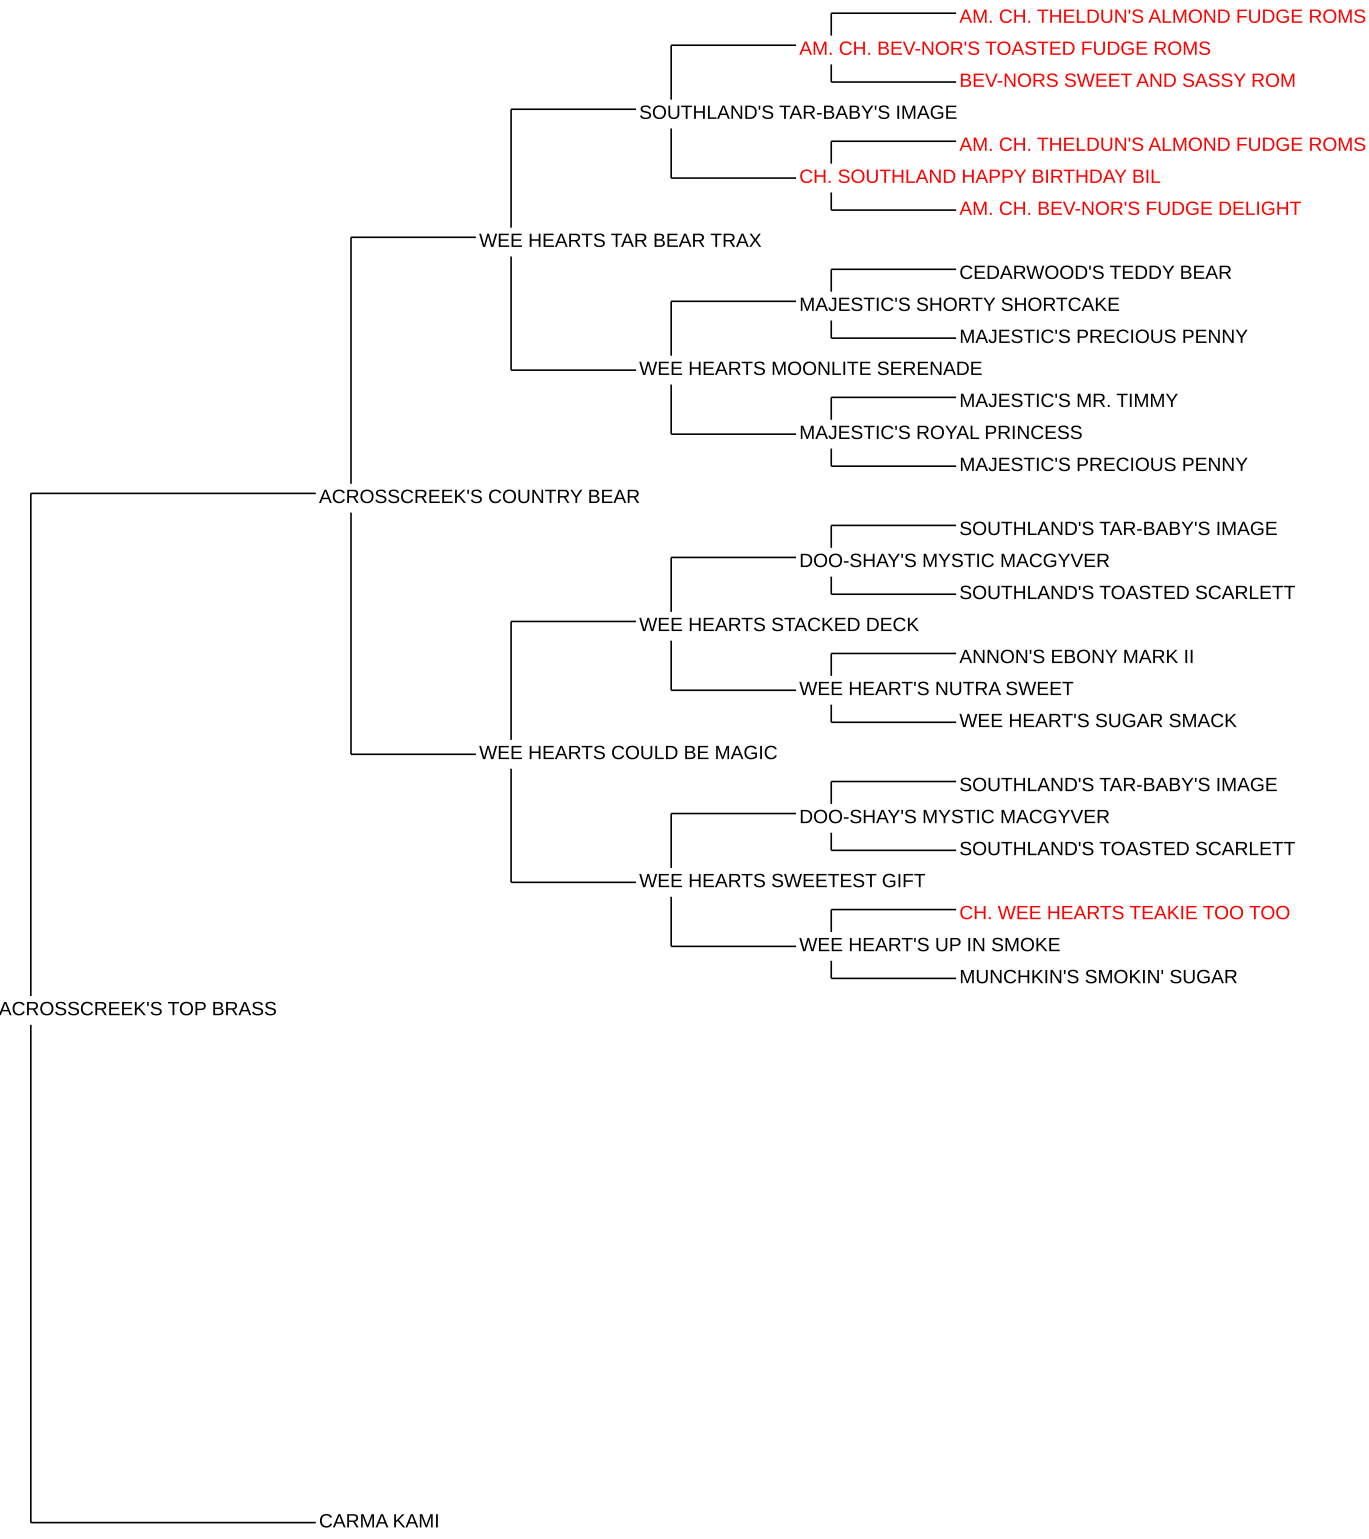 AM. CH. THELDUN'S ALMOND FUDGE ROMS
AM. CH. BEV-NOR'S TOASTED FUDGE ROMS
BEV-NORS SWEET AND SASSY ROM
SOUTHLAND'S TAR-BABY'S IMAGE
AM. CH. THELDUN'S ALMOND FUDGE ROMS
CH. SOUTHLAND HAPPY BIRTHDAY BIL
AM. CH. BEV-NOR'S FUDGE DELIGHT
WEE HEARTS TAR BEAR TRAX
CEDARWOOD'S TEDDY BEAR
MAJESTIC'S SHORTY SHORTCAKE
MAJESTIC'S PRECIOUS PENNY
WEE HEARTS MOONLITE SERENADE
MAJESTIC'S MR. TIMMY
MAJESTIC'S ROYAL PRINCESS
MAJESTIC'S PRECIOUS PENNY
ACROSSCREEK'S COUNTRY BEAR
SOUTHLAND'S TAR-BABY'S IMAGE
DOO-SHAY'S MYSTIC MACGYVER
SOUTHLAND'S TOASTED SCARLETT
WEE HEARTS STACKED DECK
ANNON'S EBONY MARK II
WEE HEART'S NUTRA SWEET
WEE HEART'S SUGAR SMACK
WEE HEARTS COULD BE MAGIC
SOUTHLAND'S TAR-BABY'S IMAGE
DOO-SHAY'S MYSTIC MACGYVER
SOUTHLAND'S TOASTED SCARLETT
WEE HEARTS SWEETEST GIFT
CH. WEE HEARTS TEAKIE TOO TOO
WEE HEART'S UP IN SMOKE
MUNCHKIN'S SMOKIN' SUGAR
ACROSSCREEK'S TOP BRASS
CARMA KAMI